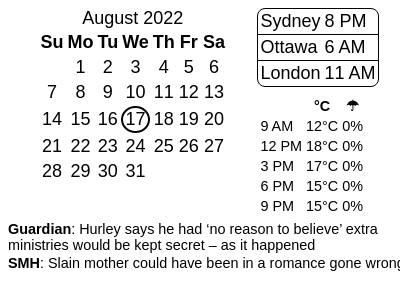 August 2022
Su Mo Tu We Th Fr Sa
1 2 3 4 5 6
7 8 9 10 11 12 13
14 15 16 17 18 19 20
21 22 23 24 25 26 27
28 29 30 31
Sydney 8 PM
Ottawa 6 AM
London 11 AM
°C ☂
9 AM 12°C 0%
12 PM 18°C 0%
3 PM 17°C 0%
6 PM 15°C 0%
9 PM 15°C 0%
Guardian: Hurley says he had ‘no reason to believe’ extra
ministries would be kept secret – as it happened
SMH: Slain mother could have been in a romance gone wrong